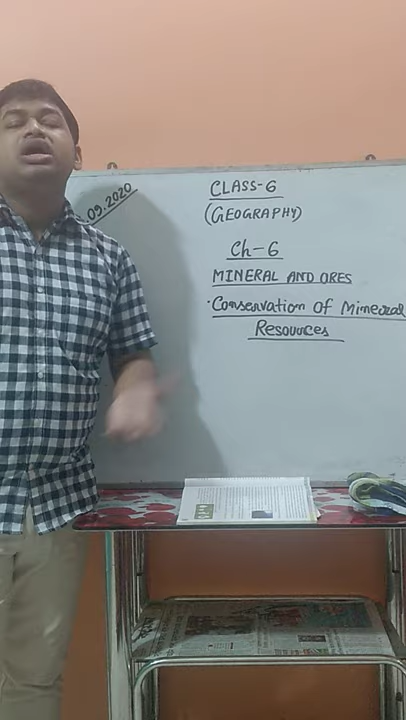 .09.2020
CLASS-6
(GEOGRAPHY)
Ch-6
MINERAL AND ORES
·Conservation Of Mineral
Resources